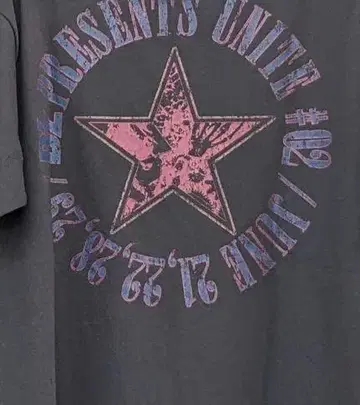 B'Z PRESENTS UNITE #02 / JUNE 21, 22, 28, 29 /